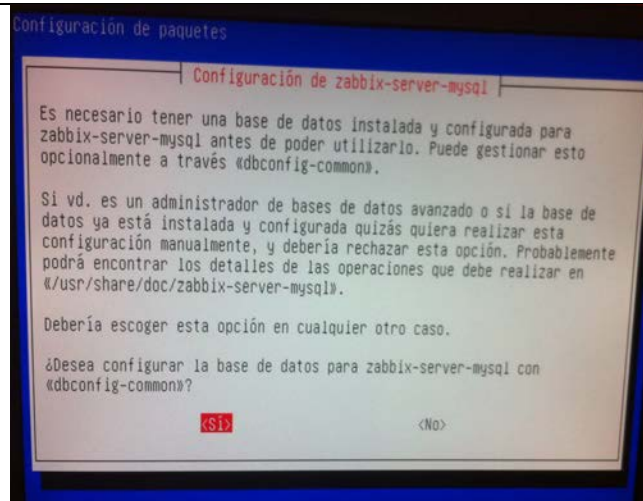 Configuración de paquetes
Configuración de zabbix-server-mysql
Es necesario tener una base de datos instalada y configurada para
zabbix-server-mysql antes de poder utilizarlo. Puede gestionar esto
opcionalmente a través «dbconfig-common».
Si vd. es un administrador de bases de datos avanzado o si la base de
datos ya está instalada y configurada quizás quiera realizar esta
configuración manualmente, y debería rechazar esta opción. Probablemente
podrá encontrar los detalles de las operaciones que debe realizar en
«/usr/share/doc/zabbix-server-mysql».
Debería escoger esta opción en cualquier otro caso.
¿Desea configurar la base de datos para zabbix-server-mysql con
«dbconfig-common»?
<Sí> <No>